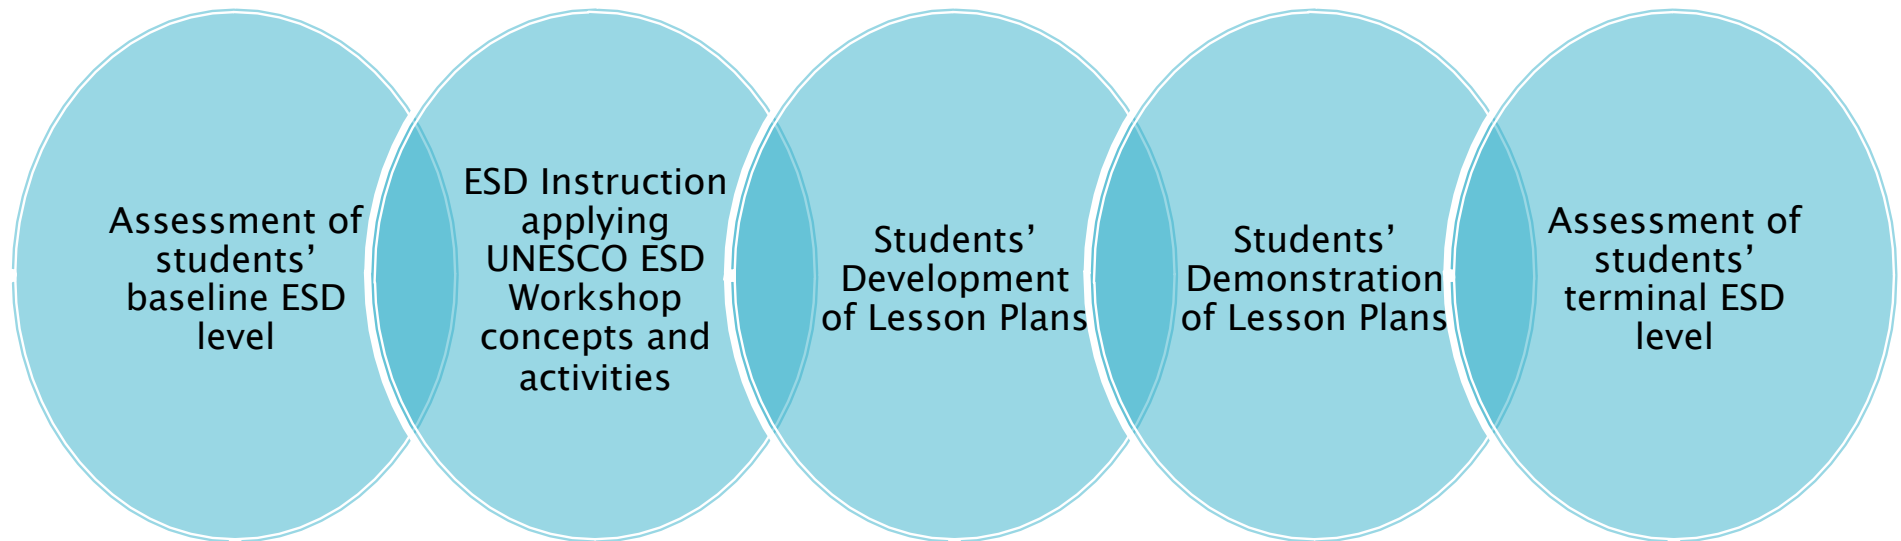 Assessment of
students’
baseline ESD
level
ESD Instruction
applying
UNESCO ESD
Workshop
concepts and
activities
Students’
Development
of Lesson Plans
Students’
Demonstration
of Lesson Plans
Assessment of
students’
terminal ESD
level